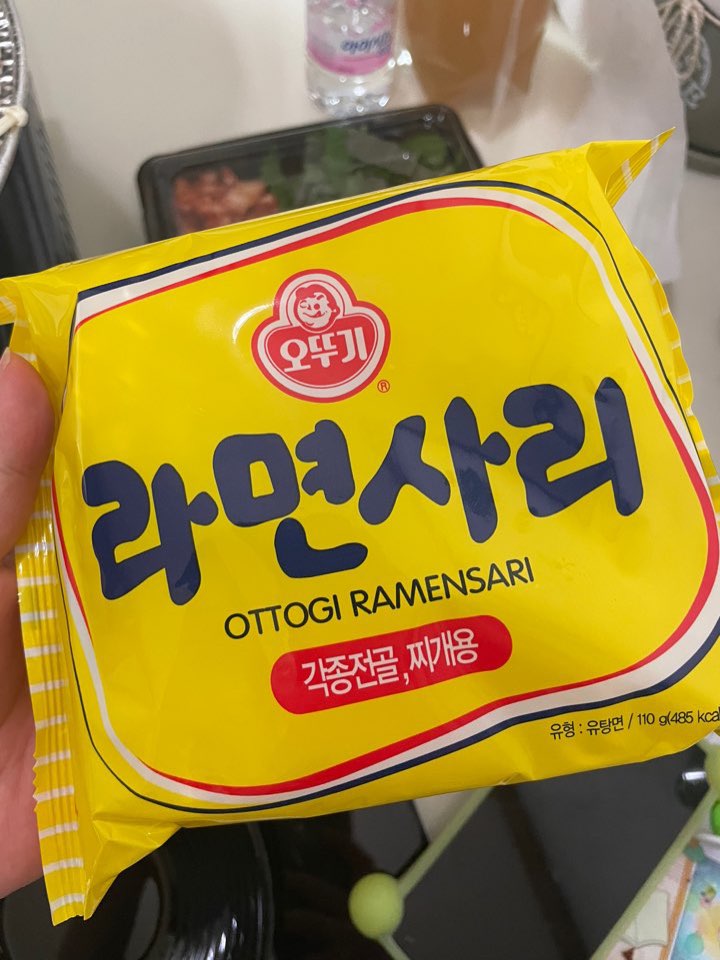 오뚜기
®
라면사리
OTTOGI RAMENSARI
각종전골,찌개용
유형 : 유탕면 / 110 g(485 kcal